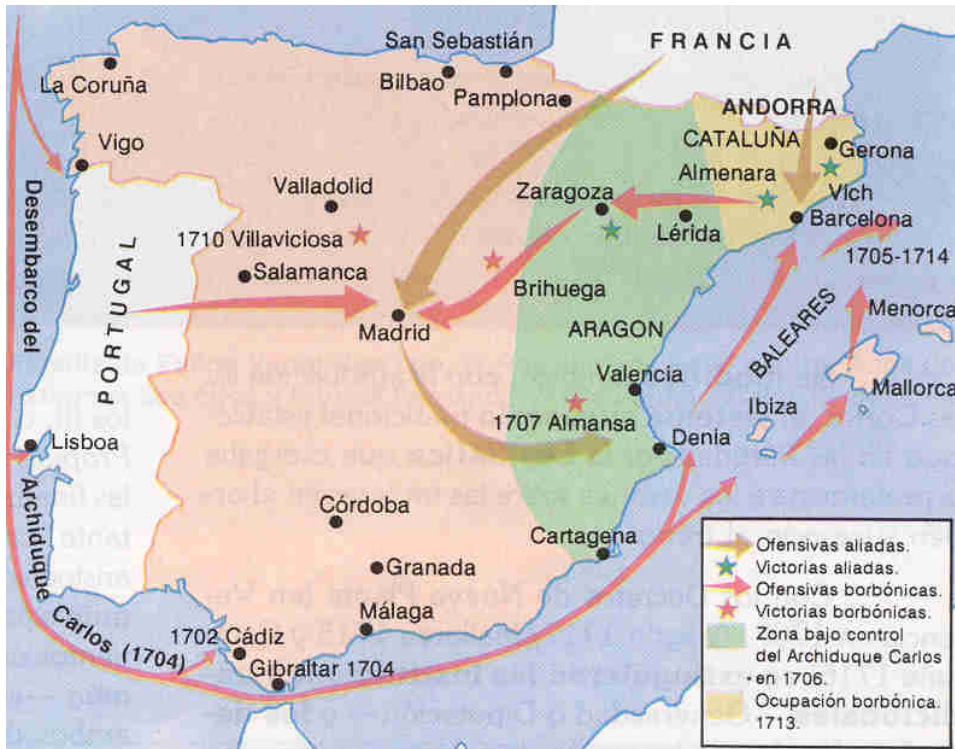 San Sebastián
FRANCIA
La Coruña
Bilbao
Pamplona
ANDORRA
CATALUÑA
Gerona
Vigo
Almenara
Vich
Valladolid
Zaragoza
Lérida
Barcelona
1710 Villaviciosa
1705-1714
Salamanca
Brihuega
Menorca
Desembarco del
PORTUGAL
Madrid
ARAGON
BALEARES
Valencia
Mallorca
Ibiza
1707 Almansa
Lisboa
Denia
Archiduque
Carlos (1704)
Córdoba
Cartagena
Granada
Málaga
1702 Cádiz
Gibraltar 1704
Ofensivas aliadas.
Victorias aliadas.
Ofensivas borbónicas.
Victorias borbónicas.
Zona bajo control
del Archiduque Carlos
en 1706.
Ocupación borbónica.
1713.